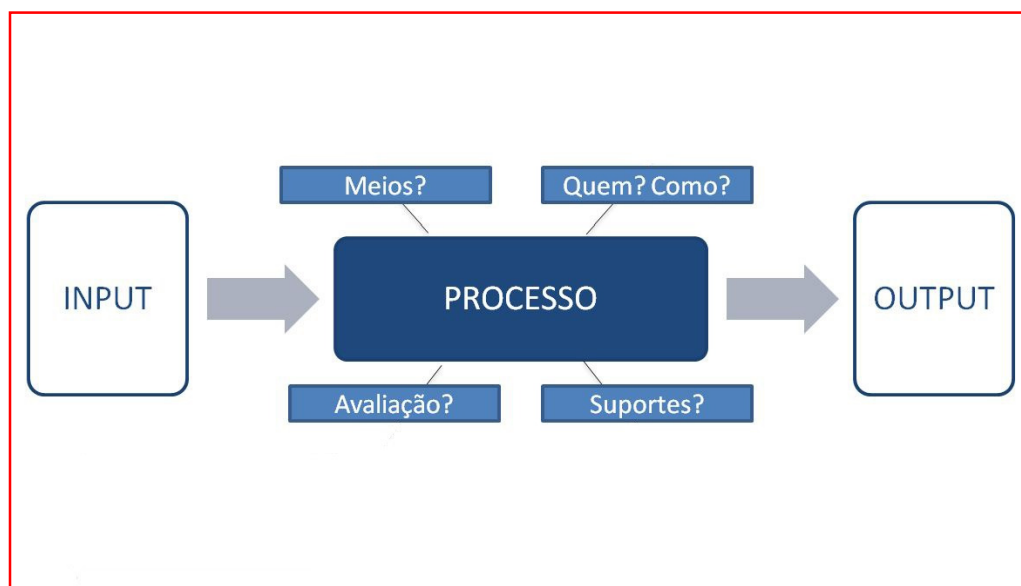 Meios?
Quem? Como?
INPUT
PROCESSO
OUTPUT
Avaliação?
Suportes?